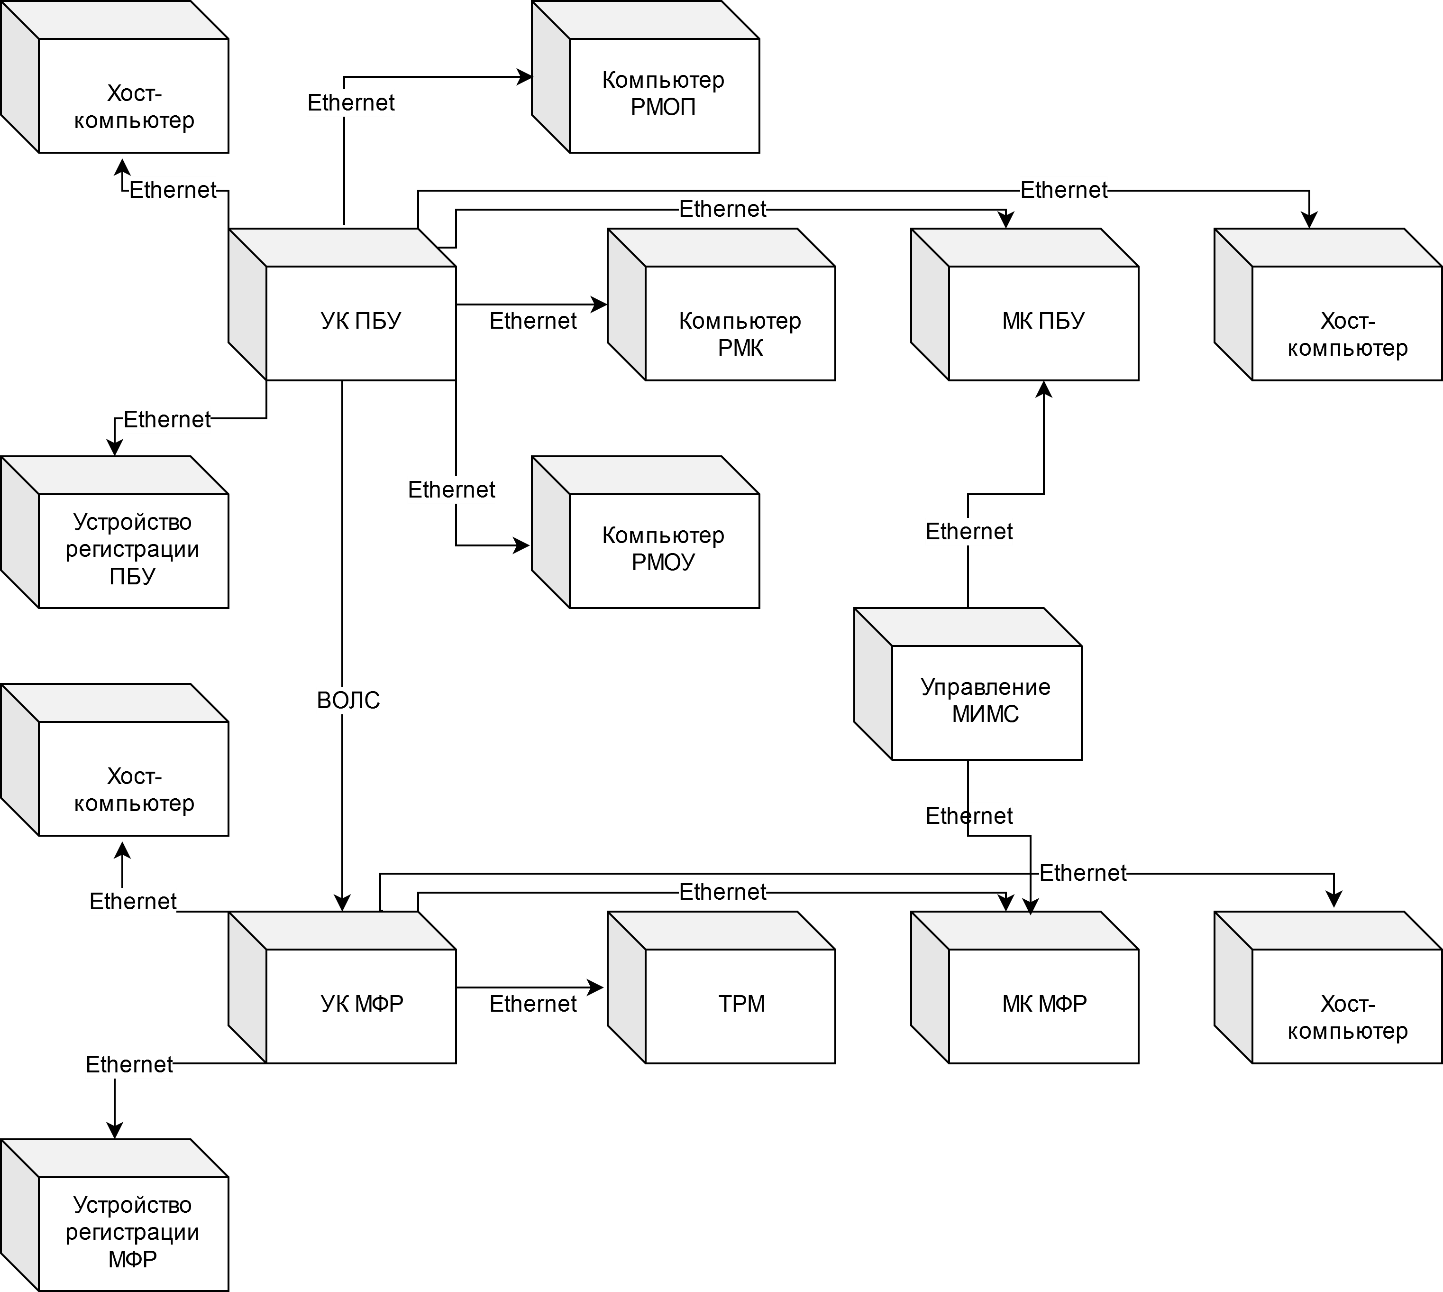 Хост-
компьютер
Компьютер
РМОП
Ethernet
Ethernet
Ethernet
Ethernet
УК ПБУ
Ethernet
Компьютер
РМК
МК ПБУ
Хост-
компьютер
Ethernet
Ethernet
Устройство
регистрации
ПБУ
Компьютер
РМОУ
Ethernet
ВОЛС
Управление
МИМС
Хост-
компьютер
Ethernet
Ethernet
Ethernet
Ethernet
УК МФР
Ethernet
ТРМ
МК МФР
Хост-
компьютер
Ethernet
Устройство
регистрации
МФР